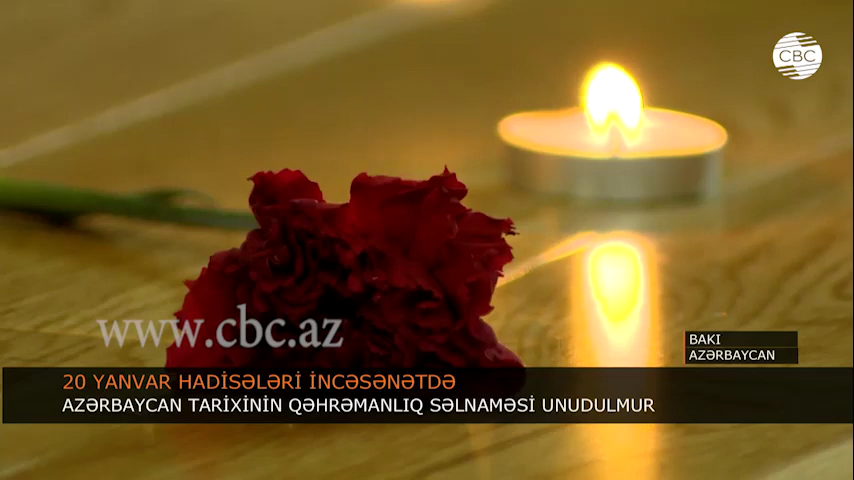 CBC
www.cbc.az
BAKI
AZƏRBAYCAN
20 YANVAR HADİSƏLƏRİ İNCƏSƏNƏTDƏ
AZƏRBAYCAN TARİXİNİN QƏHRƏMANLIQ SƏLNAMƏSİ UNUDULMUR